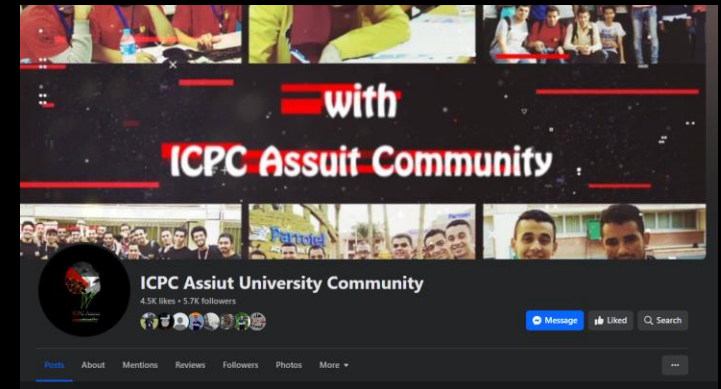 with
ICPC Assuit Community
Perrotel
ICPC Assiut University Community
4.5K likes • 5.7K followers
Message
Liked
Search
Posts
About
Mentions
Reviews
Followers
Photos
More